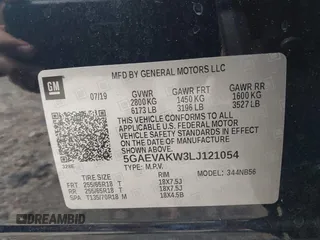 MFD BY GENERAL MOTORS LLC
GM
07/19
GVWR GAWR FRT GAWR RR
2800 KG 1450 KG 1600 KG
6173 LB 3196 LB 3527 LB
THIS VEHICLE CONFORMS TO ALL
APPLICABLE U.S. FEDERAL MOTOR
VEHICLE SAFETY STANDARDS IN EFFECT
ON THE DATE OF MANUFACTURE SHOWN ABOVE.
5GAEVAKW3LJ121054
TYPE: M.P.V. MODEL: 344NB56
TIRE SIZE RIM
FRT 255/65R18 T 18X7.5J
RR 255/65R18 T 18X7.5J
SPA T135/70R18 M 18X4.5B
DREAMBID